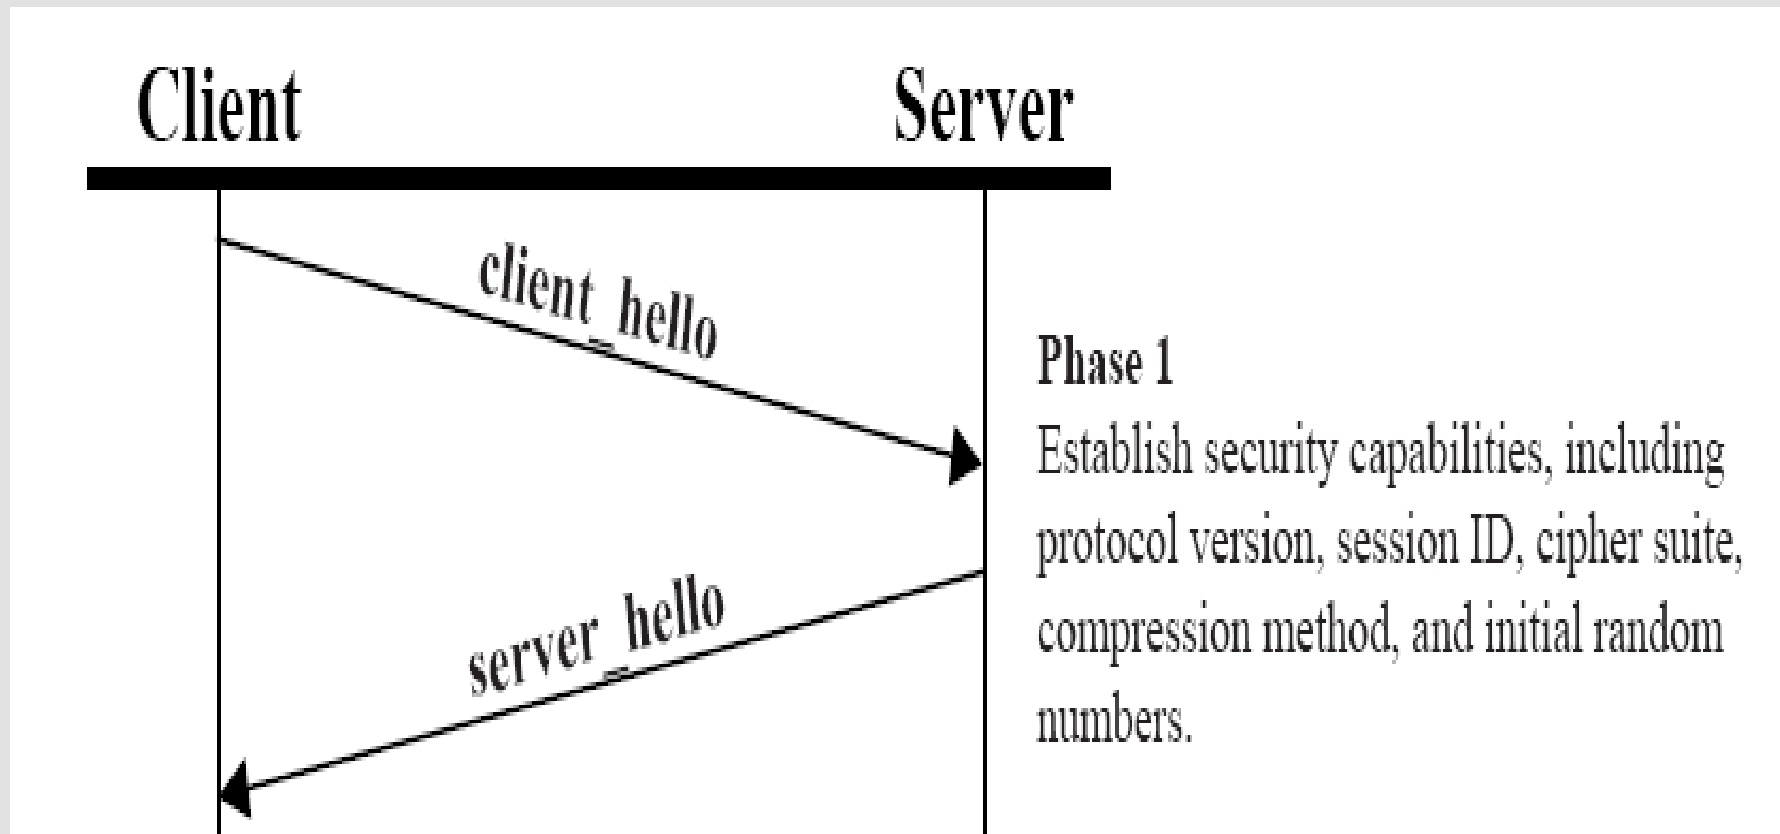 Client
Server
client_hello
Phase 1
Establish security capabilities, including
protocol version, session ID, cipher suite,
compression method, and initial random
numbers.
server_hello